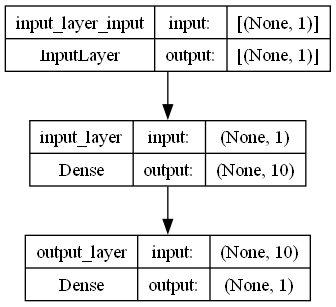 input_layer_input input: [(None, 1)]
InputLayer output: [(None, 1)]
input_layer input: (None, 1)
Dense output: (None, 10)
output_layer input: (None, 10)
Dense output: (None, 1)